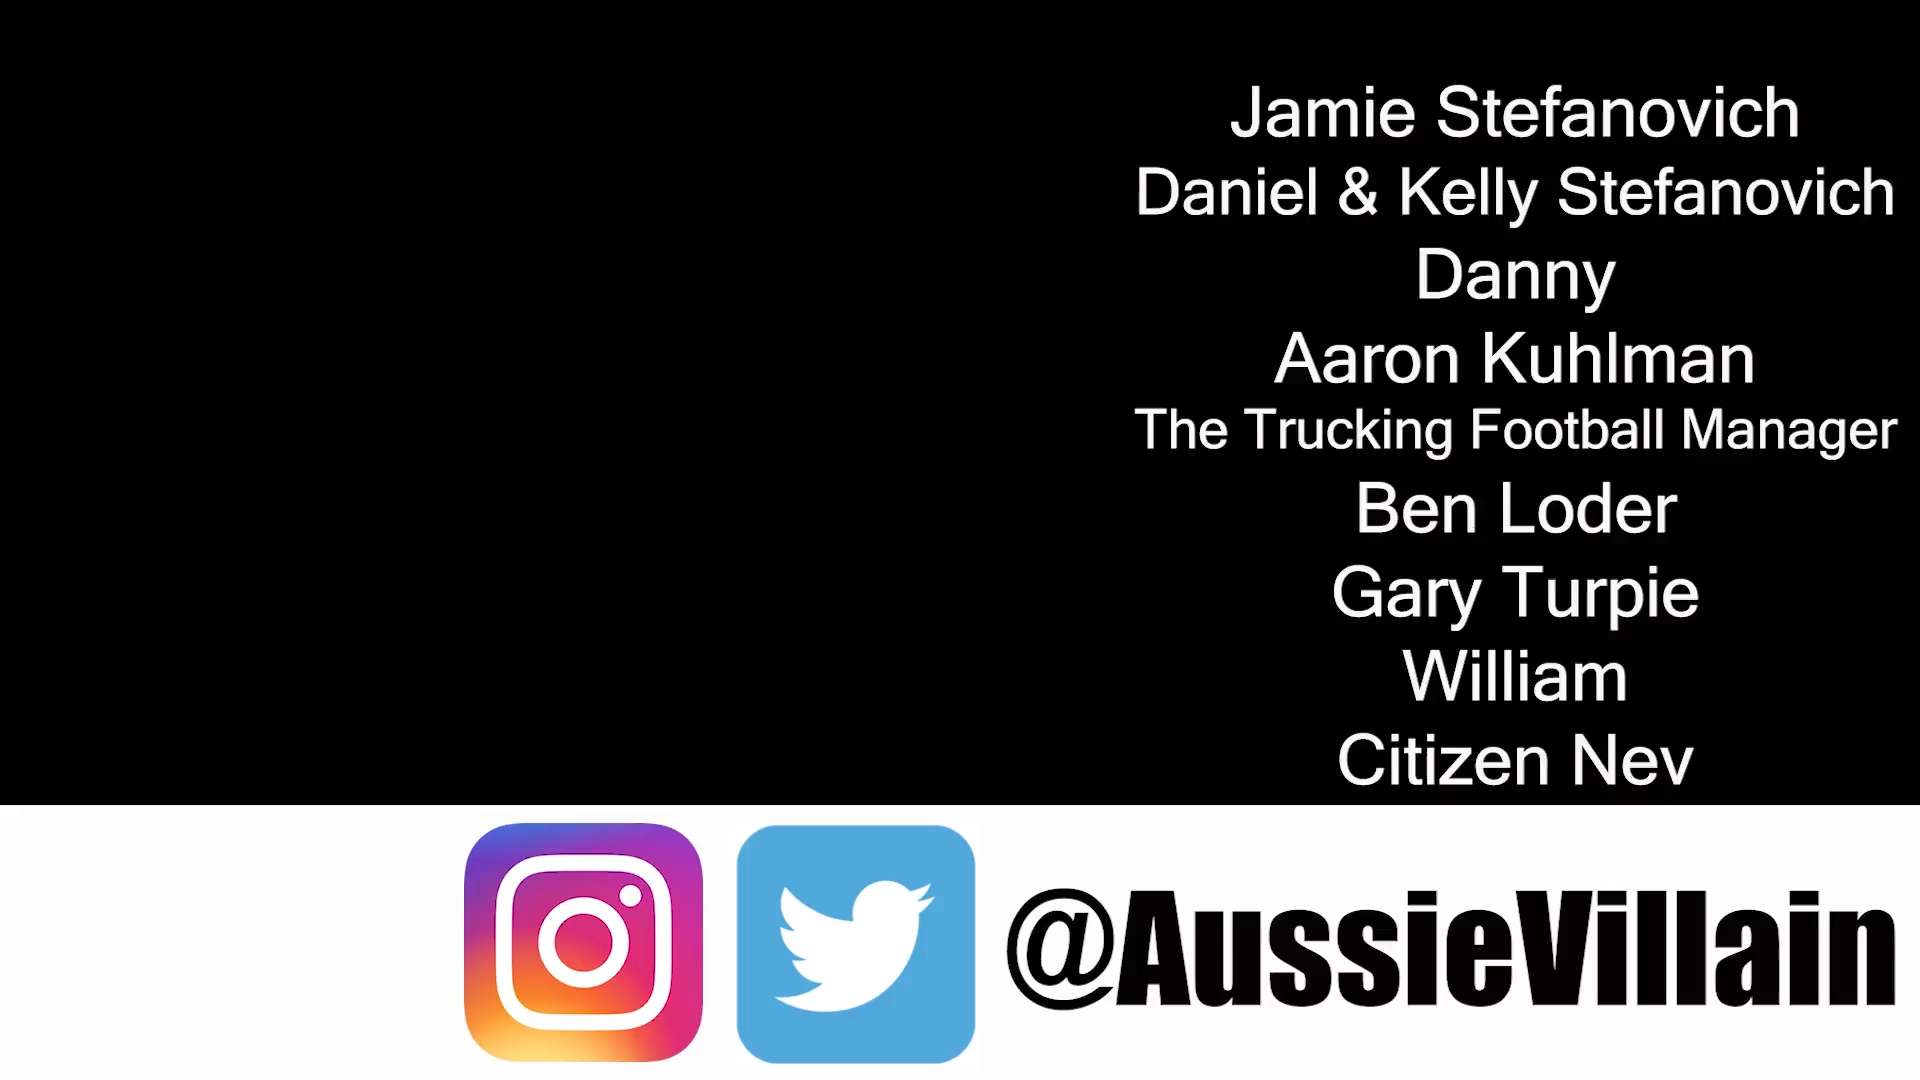 Jamie Stefanovich
Daniel & Kelly Stefanovich
Danny
Aaron Kuhlman
The Trucking Football Manager
Ben Loder
Gary Turpie
William
Citizen Nev
@AussieVillain